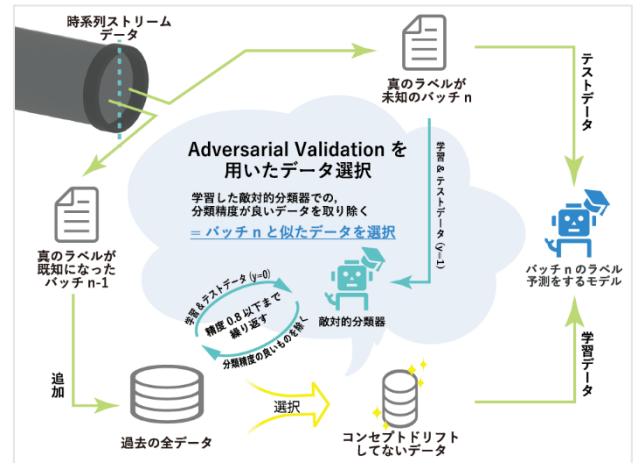 時系列ストリーム
データ
真のラベルが
未知のバッチ n
テストデータ
Adversarial Validation を
用いたデータ選択
学習した敵対的分類器での,
分類精度が良いデータを取り除く
= バッチ n と似たデータを選択
学習 & テストデータ (y=1)
真のラベルが
既知になった
バッチ n-1
バッチ n のラベル
予測をするモデル
学習 & テストデータ (y=0)
精度 0.8 以下まで
繰り返す
分類精度の良いものを除く
敵対的分類器
追加
学習データ
選択
過去の全データ
コンセプトドリフト
してないデータ